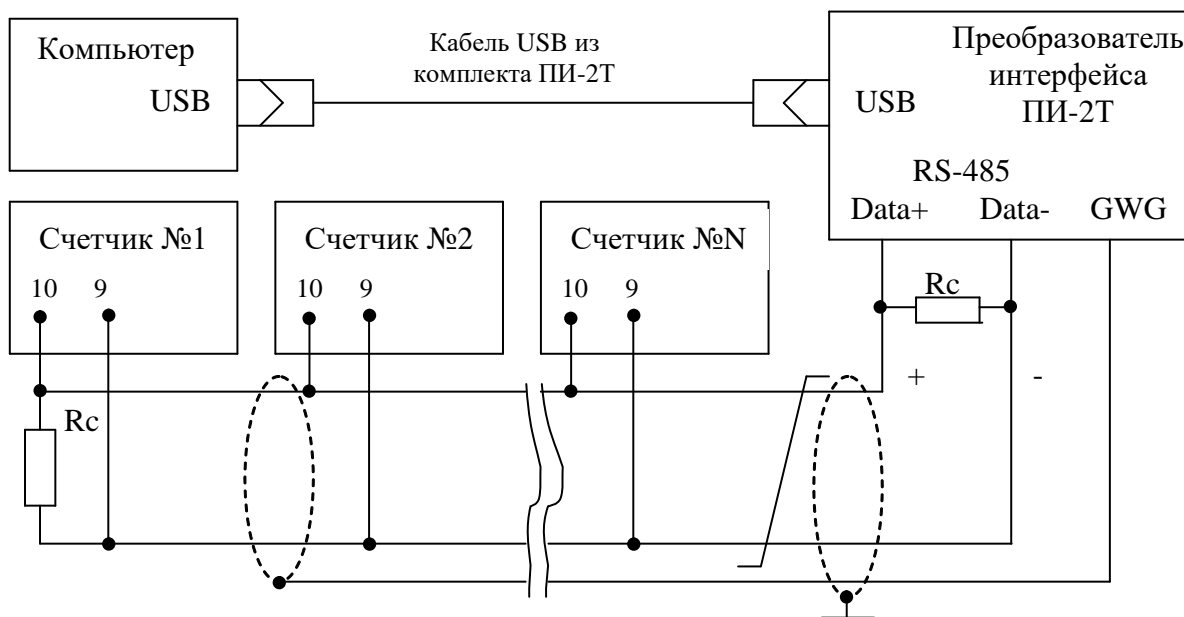 Компьютер
USB
Кабель USB из
комплекта ПИ-2Т
Преобразователь
интерфейса
ПИ-2Т
USB
RS-485
Data+ Data- GWG
Счетчик №1
10 9
Счетчик №2
10 9
Счетчик №N
10 9
Rc
+ -
Rc